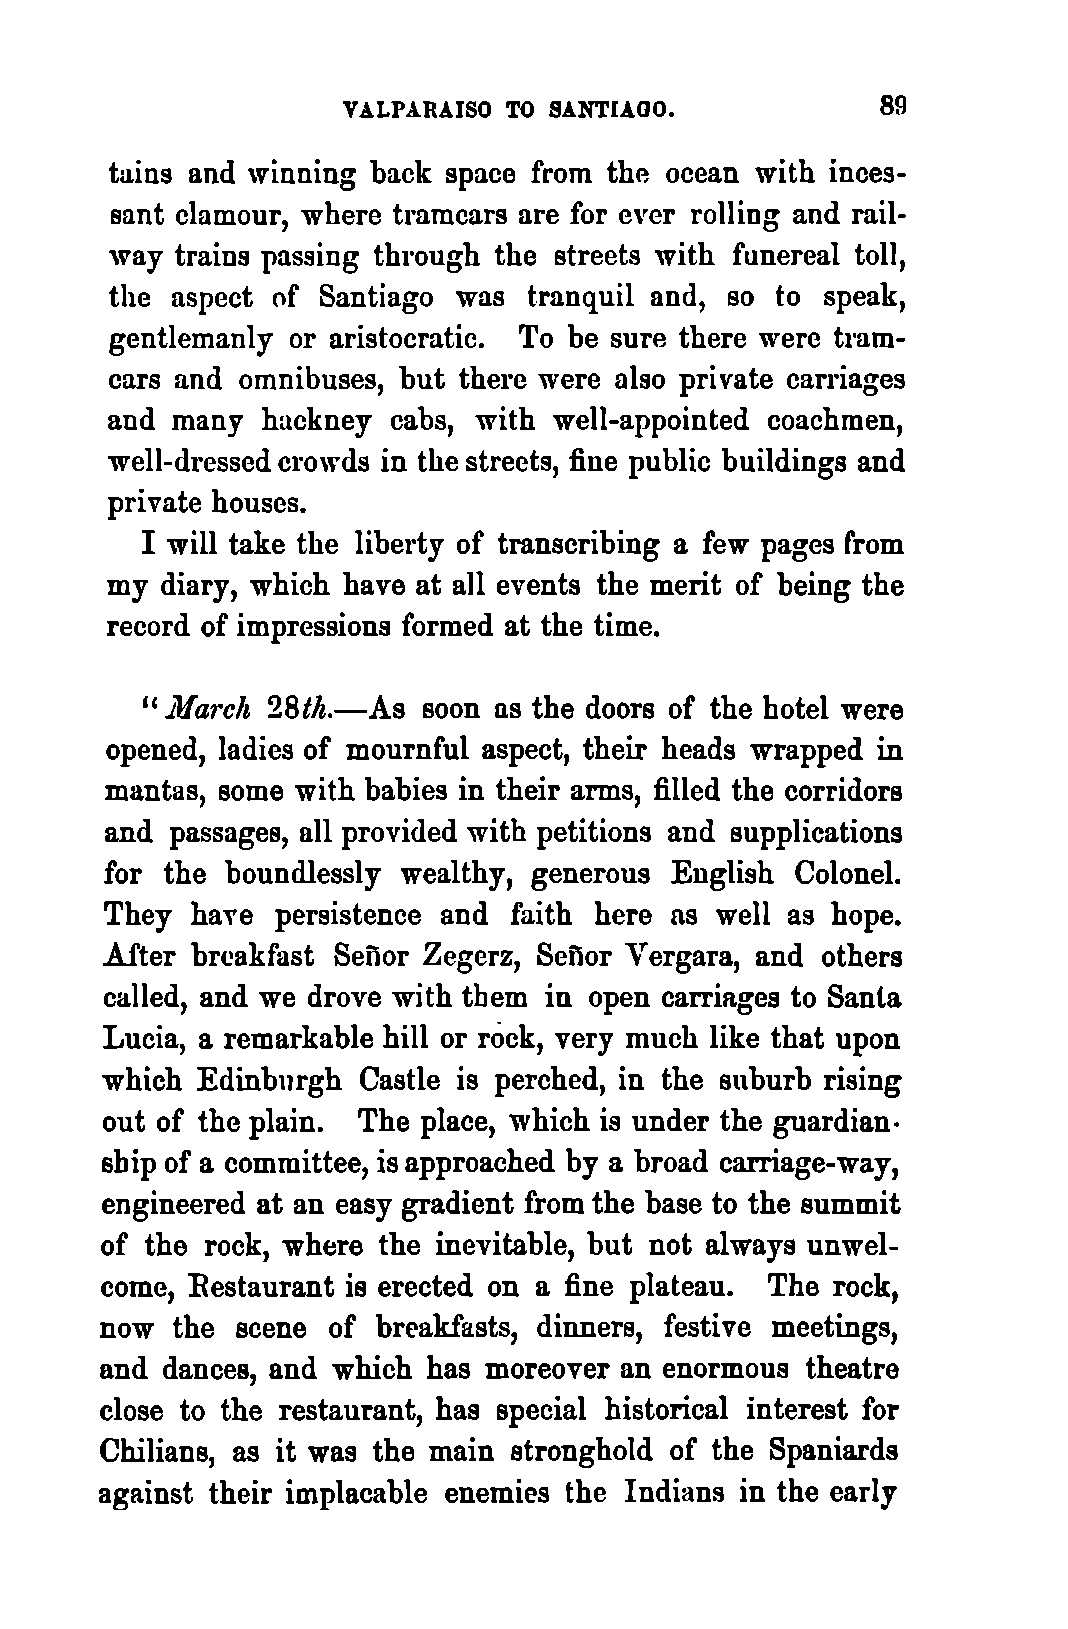 VALPARAISO TO SANTIAGO. 89
tains and winning back space from the ocean with inces-
sant clamour, where tramcars are for ever rolling and rail-
way trains passing through the streets with funereal toll,
the aspect of Santiago was tranquil and, so to speak,
gentlemanly or aristocratic. To be sure there were tram-
cars and omnibuses, but there were also private carriages
and many hackney cabs, with well-appointed coachmen,
well-dressed crowds in the streets, fine public buildings and
private houses.
I will take the liberty of transcribing a few pages from
my diary, which have at all events the merit of being the
record of impressions formed at the time.
“March 28th.—As soon as the doors of the hotel were
opened, ladies of mournful aspect, their heads wrapped in
mantas, some with babies in their arms, filled the corridors
and passages, all provided with petitions and supplications
for the boundlessly wealthy, generous English Colonel.
They have persistence and faith here as well as hope.
After breakfast Señor Zegerz, Señor Vergara, and others
called, and we drove with them in open carriages to Santa
Lucia, a remarkable hill or rock, very much like that upon
which Edinburgh Castle is perched, in the suburb rising
out of the plain. The place, which is under the guardian-
ship of a committee, is approached by a broad carriage-way,
engineered at an easy gradient from the base to the summit
of the rock, where the inevitable, but not always unwel-
come, Restaurant is erected on a fine plateau. The rock,
now the scene of breakfasts, dinners, festive meetings,
and dances, and which has moreover an enormous theatre
close to the restaurant, has special historical interest for
Chilians, as it was the main stronghold of the Spaniards
against their implacable enemies the Indians in the early